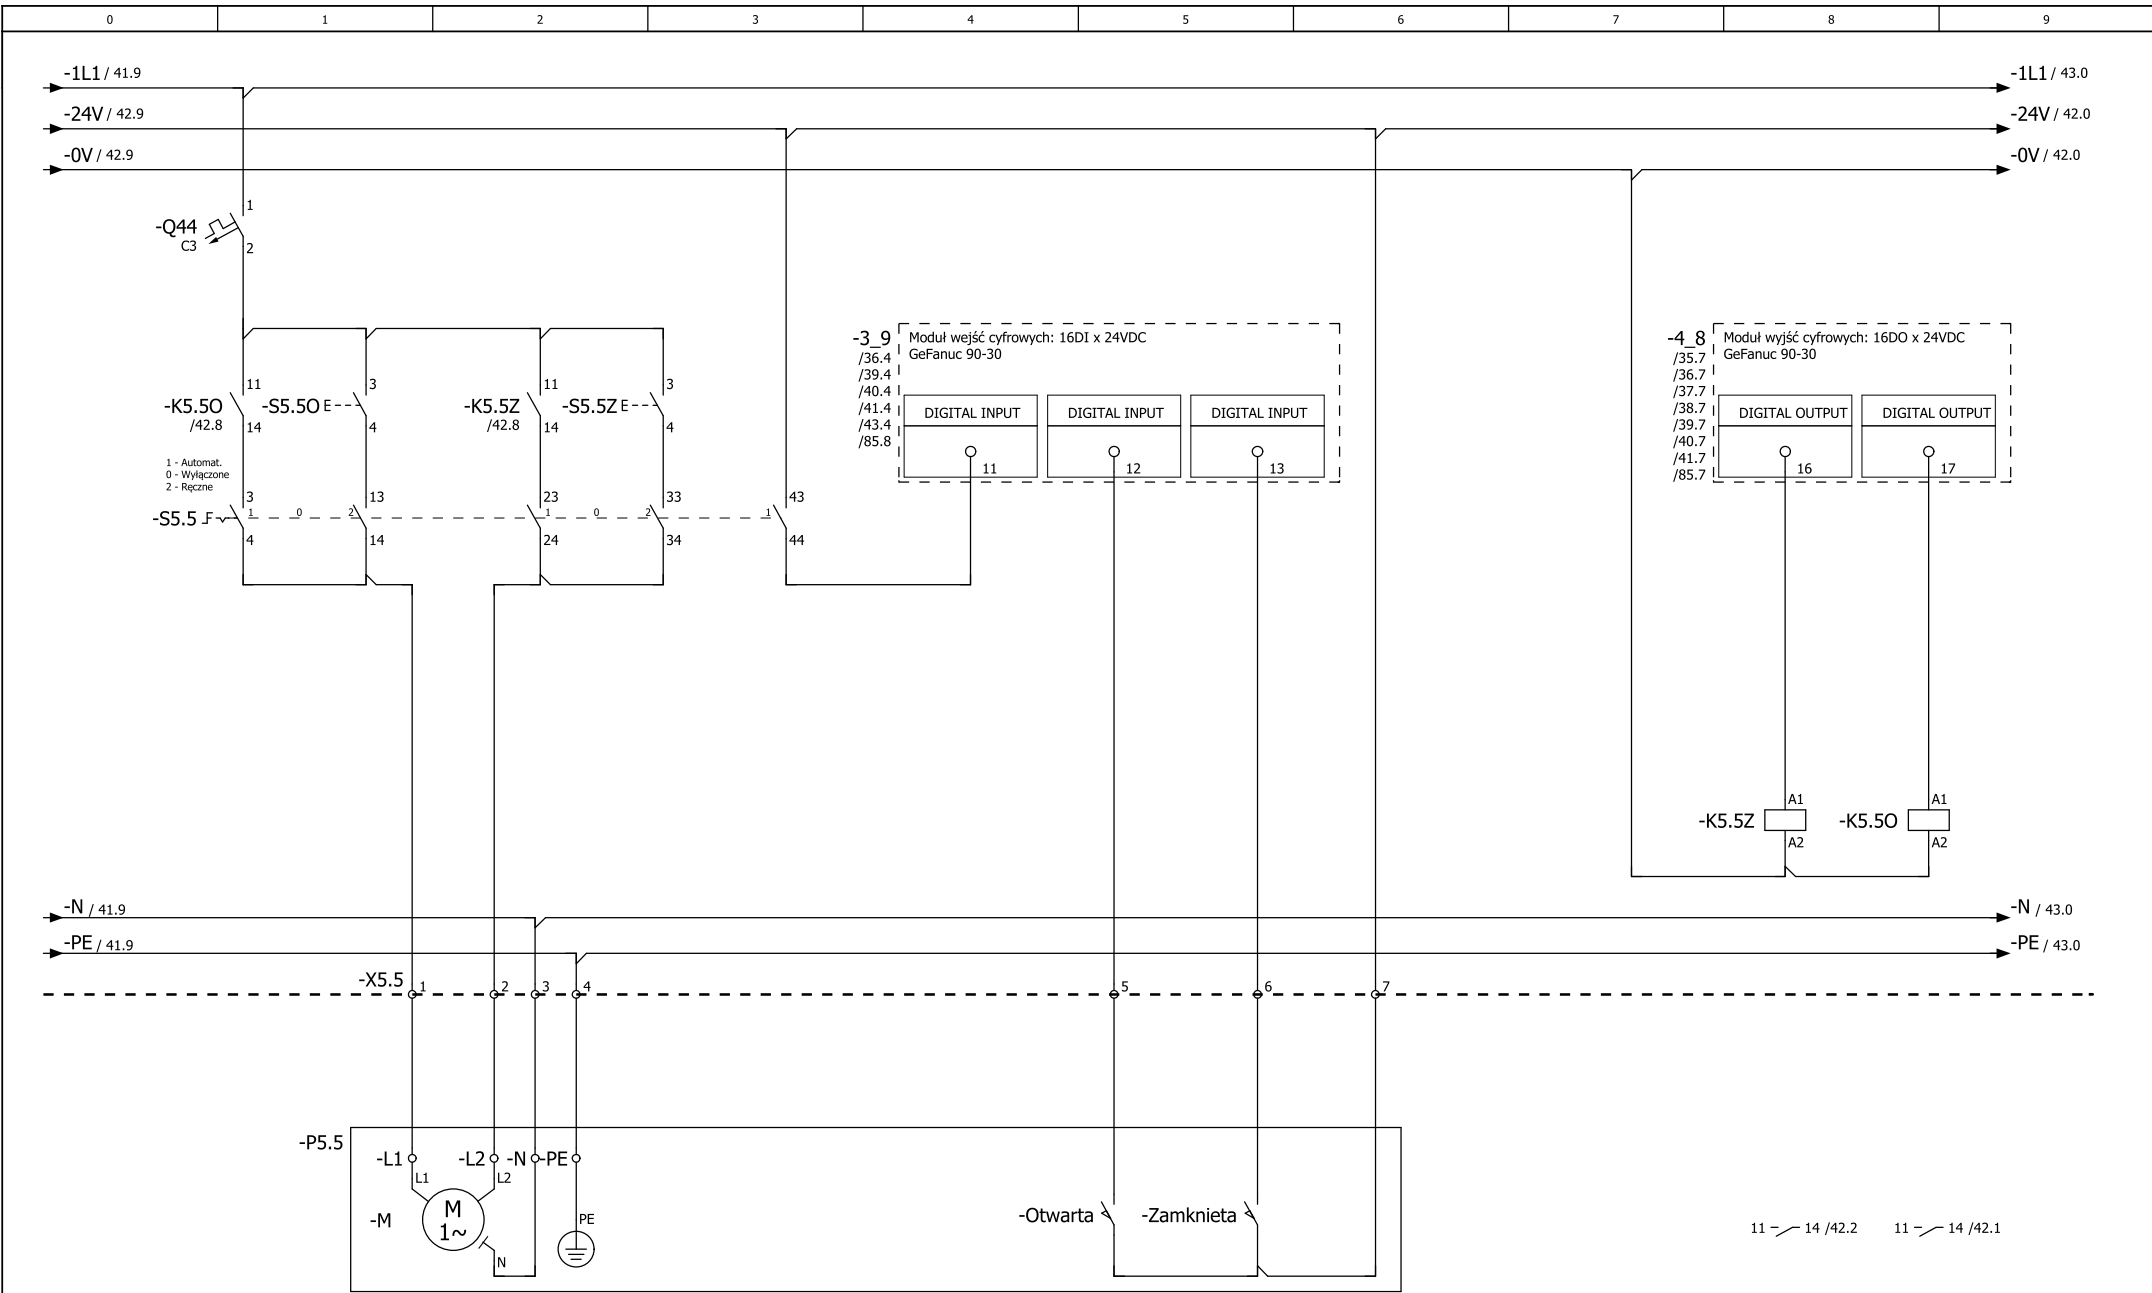 0 1 2 3 4 5 6 7 8 9
-1L1 / 41.9
-1L1 / 43.0
-24V / 42.9
-24V / 42.0
-0V / 42.9
-0V / 42.0
1
-Q44
C3
2
-3_9
/36.4
/39.4
/40.4
/41.4
/43.4
/85.8
Moduł wejść cyfrowych: 16DI x 24VDC
GeFanuc 90-30
DIGITAL INPUT
DIGITAL INPUT
DIGITAL INPUT
11
12
13
-4_8
/35.7
/36.7
/37.7
/38.7
/39.7
/40.7
/41.7
/85.7
Moduł wyjść cyfrowych: 16DO x 24VDC
GeFanuc 90-30
DIGITAL OUTPUT
DIGITAL OUTPUT
16
17
11
3
11
3
-K5.5O
/42.8
-S5.5O
-K5.5Z
/42.8
-S5.5Z
14
4
14
4
1 - Automat.
0 - Wyłączone
2 - Ręczne
3
13
23
33
43
-S5.5
1
0
2
1
0
2
1
4
14
24
34
44
A1
A1
-K5.5Z
-K5.5O
A2
A2
-N / 41.9
-N / 43.0
-PE / 41.9
-PE / 43.0
-X5.5
1
2
3
4
5
6
7
-P5.5
-L1
-L2
-N
-PE
L1
L2
-M
M
1~
N
PE
-Otwarta
-Zamknieta
11
14 /42.2
11
14 /42.1